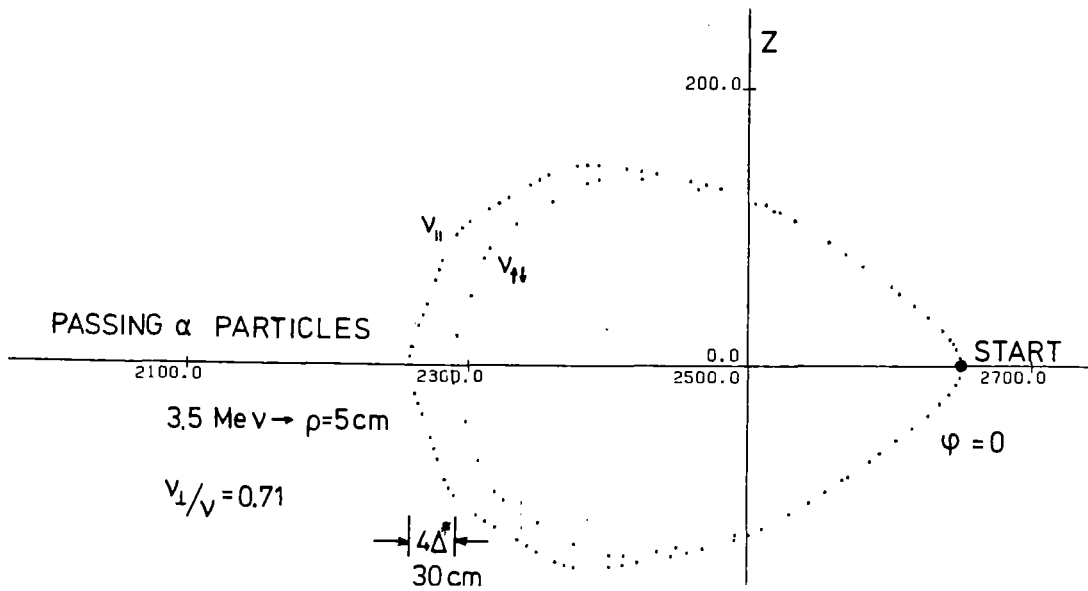 Z
200.0
V||
V↑↓
PASSING α PARTICLES
0.0
START
2100.0
2300.0
2500.0
2700.0
3.5 MeV → ρ=5cm
φ = 0
V⊥/V = 0.71
4Δ*
30 cm